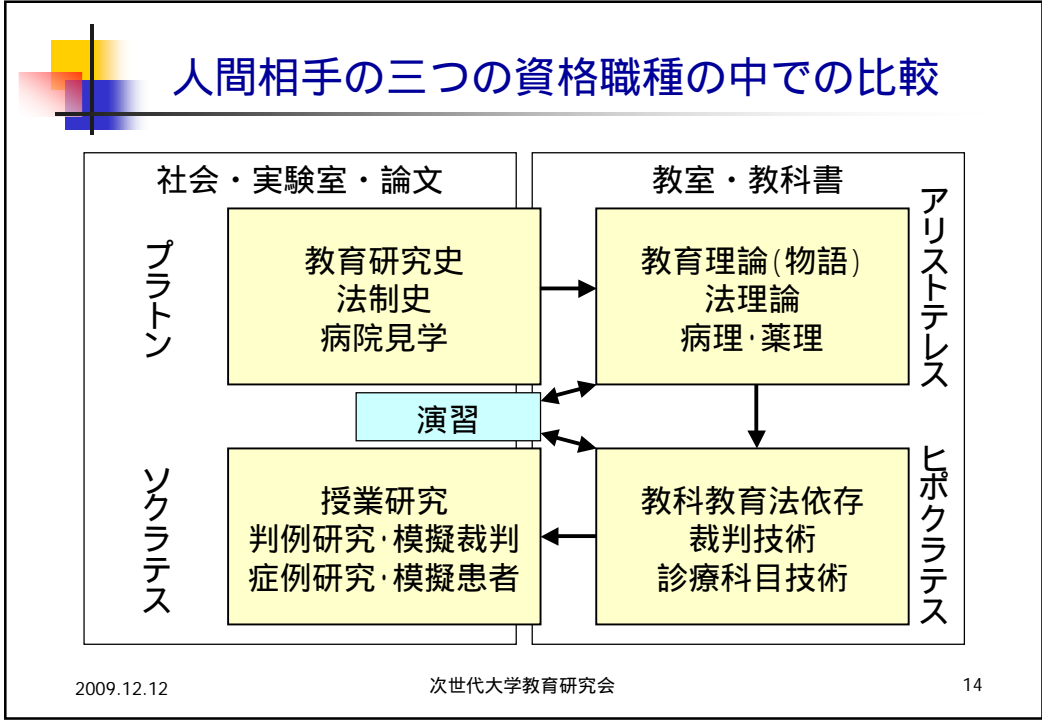 人間相手の三つの資格職種の中での比較
社会・実験室・論文
教室・教科書
プラトン
教育研究史
法制史
病院見学
教育理論(物語)
法理論
病理･薬理
アリストテレス
演習
ソクラテス
授業研究
判例研究･模擬裁判
症例研究･模擬患者
教科教育法依存
裁判技術
診療科目技術
ヒポクラテス
2009.12.12
次世代大学教育研究会
14